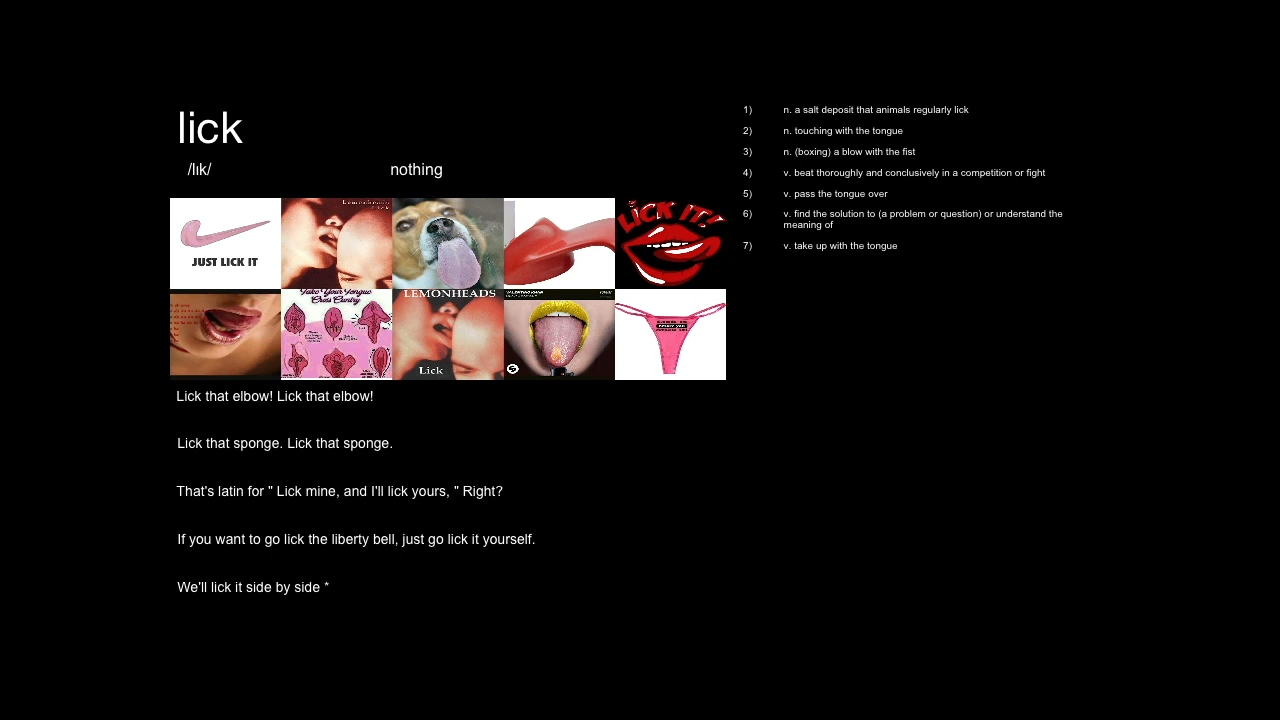 lick
/lɪk/
nothing
JUST LICK IT
Lemonheads
LICK IT!
Take Your Tongue
Cross Cuntry
LEMONHEADS
Lick
Lick that elbow! Lick that elbow!
Lick that sponge. Lick that sponge.
That's latin for " Lick mine, and I'll lick yours, " Right?
If you want to go lick the liberty bell, just go lick it yourself.
We'll lick it side by side *
1) n. a salt deposit that animals regularly lick
2) n. touching with the tongue
3) n. (boxing) a blow with the fist
4) v. beat thoroughly and conclusively in a competition or fight
5) v. pass the tongue over
6) v. find the solution to (a problem or question) or understand the
meaning of
7) v. take up with the tongue